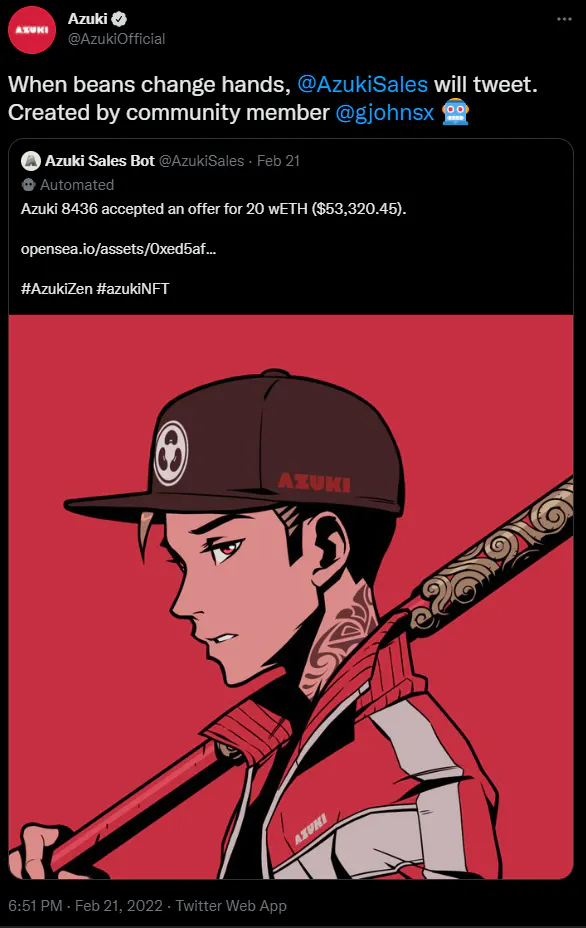 AZUKI
Azuki
@AzukiOfficial
When beans change hands, @AzukiSales will tweet.
Created by community member @gjohnsx 🤖
Azuki Sales Bot @AzukiSales · Feb 21
Automated
Azuki 8436 accepted an offer for 20 wETH ($53,320.45).
opensea.io/assets/0xed5af...
#AzukiZen #azukiNFT
AZUKI
AZUKI
6:51 PM · Feb 21, 2022 · Twitter Web App